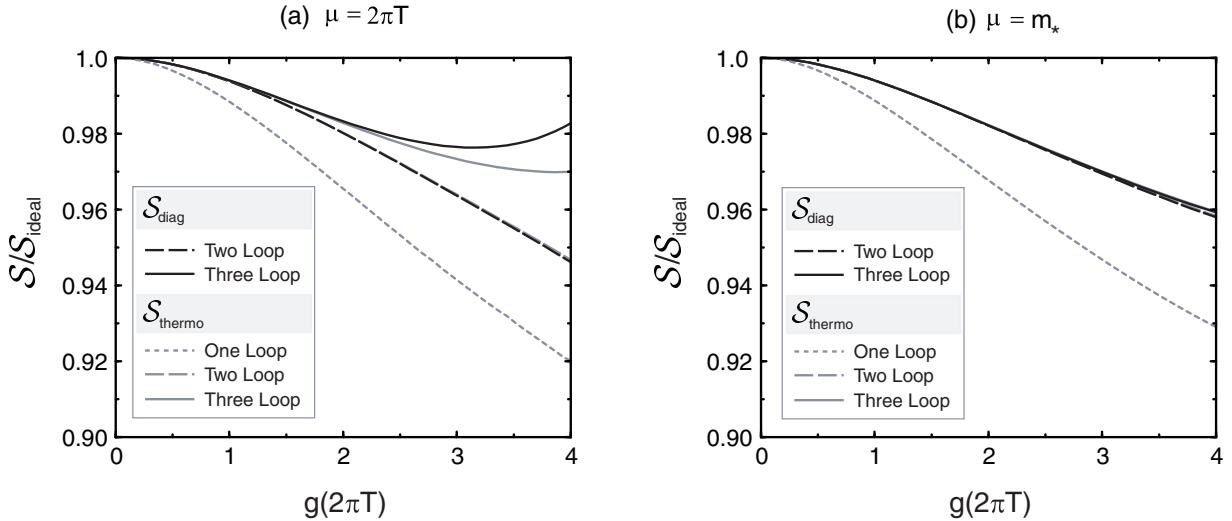 (a) μ = 2πT
1.0
0.98
0.96
0.94
0.92
0.90
S/S_ideal
S_diag
Two Loop
Three Loop
S_thermo
One Loop
Two Loop
Three Loop
0 1 2 3 4
g(2πT)
(b) μ = m_*
1.0
0.98
0.96
0.94
0.92
0.90
S/S_ideal
S_diag
Two Loop
Three Loop
S_thermo
One Loop
Two Loop
Three Loop
0 1 2 3 4
g(2πT)